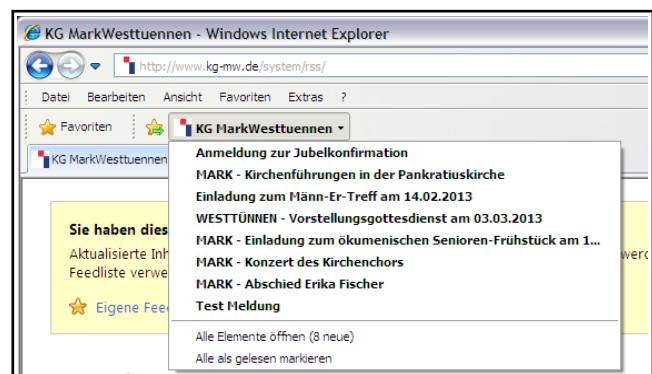 KG MarkWesttuennen - Windows Internet Explorer
http://www.kg-mw.de/system/rss/
Datei Bearbeiten Ansicht Favoriten Extras ?
Favoriten KG MarkWesttuennen
KG MarkWesttuennen
Anmeldung zur Jubelkonfirmation
MARK - Kirchenführungen in der Pankratiuskirche
Einladung zum Männ-Er-Treff am 14.02.2013
WESTTÜNNEN - Vorstellungsgottesdienst am 03.03.2013
MARK - Einladung zum ökumenischen Senioren-Frühstück am 1...
MARK - Konzert des Kirchenchors
MARK - Abschied Erika Fischer
Test Meldung
Alle Elemente öffnen (8 neue)
Alle als gelesen markieren
Sie haben dies
Aktualisierte Inh werd
Feedliste verwe
Eigene Feed